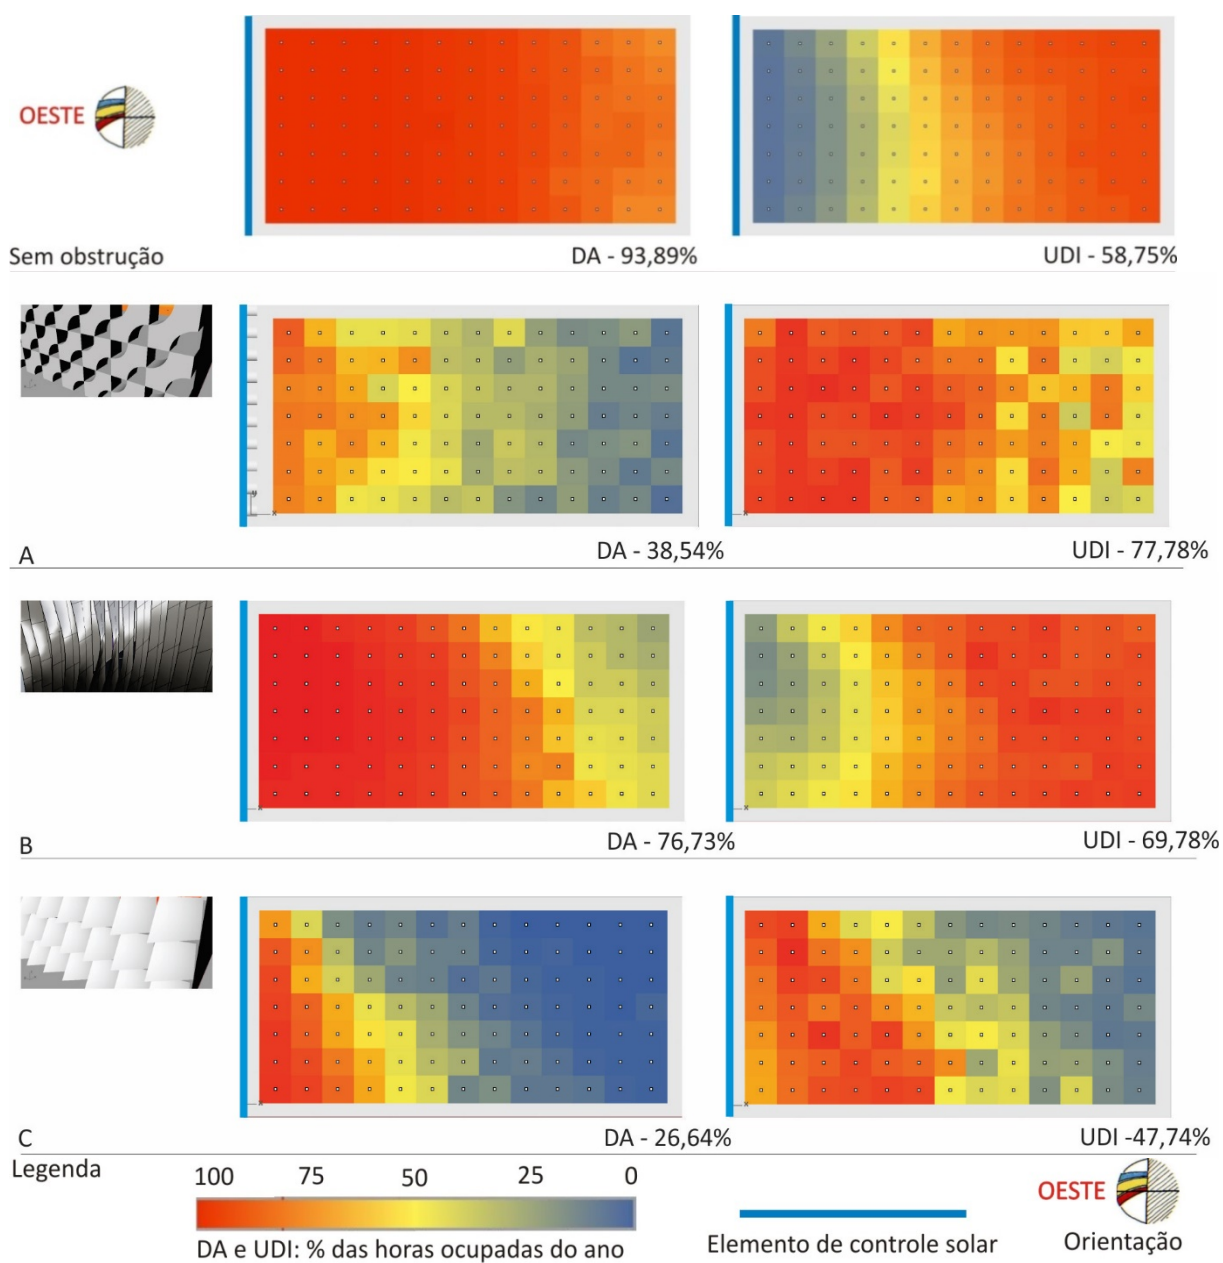 OESTE
Sem obstrução
DA - 93,89%
UDI - 58,75%
A
DA - 38,54%
UDI - 77,78%
B
DA - 76,73%
UDI - 69,78%
C
DA - 26,64%
UDI -47,74%
Legenda
100 75 50 25 0
DA e UDI: % das horas ocupadas do ano
Elemento de controle solar
OESTE
Orientação